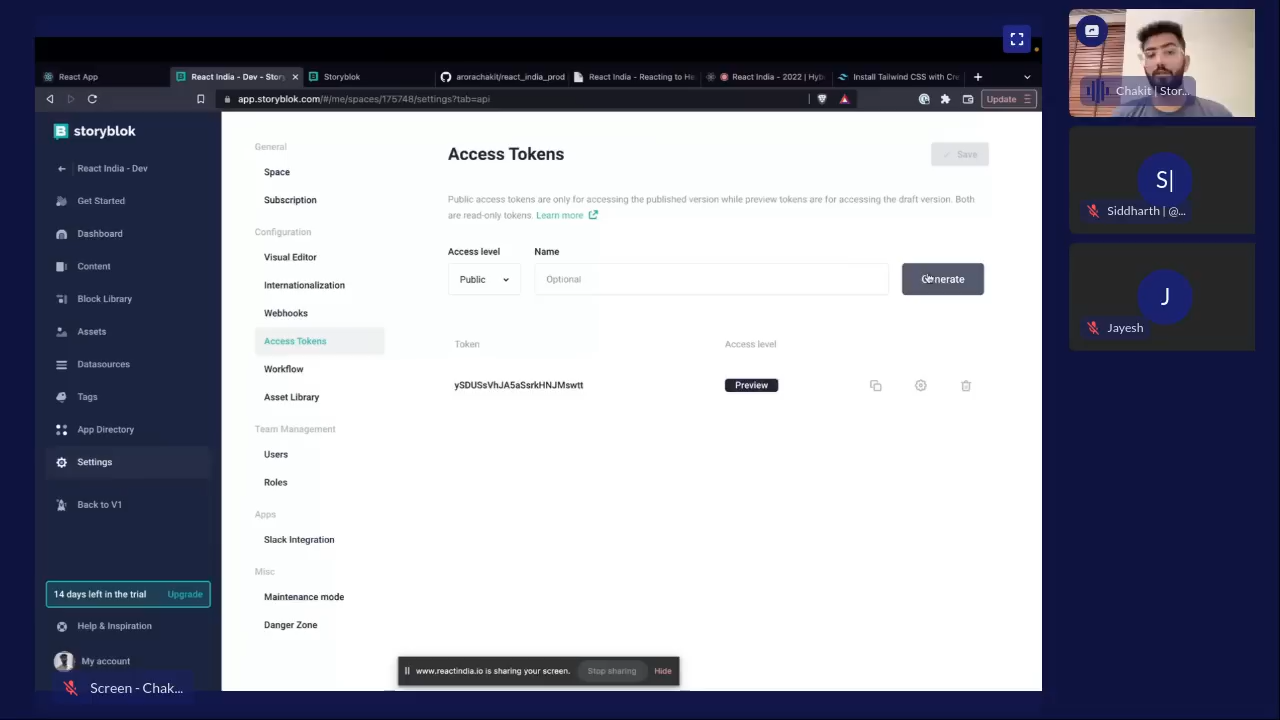 React App
React India - Dev - Story
Storyblok
arorachakit/react_india_prod
React India - Reacting to He
React India - 2022 | Hyb
Install Tailwind CSS with Cre
app.storyblok.com/#/me/spaces/175748/settings?tab=api
Update
storyblok
React India - Dev
Get Started
Dashboard
Content
Block Library
Assets
Datasources
Tags
App Directory
Settings
Back to V1
14 days left in the trial Upgrade
Help & Inspiration
My account
Screen - Chak...
General
Space
Subscription
Configuration
Visual Editor
Internationalization
Webhooks
Access Tokens
Workflow
Asset Library
Team Management
Users
Roles
Apps
Slack Integration
Misc
Maintenance mode
Danger Zone
Access Tokens
Save
Public access tokens are only for accessing the published version while preview tokens are for accessing the draft version. Both
are read-only tokens. Learn more
Access level Name
Public Optional Generate
Token Access level
ySDUSsVhJA5aSsrkHNJMswtt Preview
www.reactindia.io is sharing your screen. Stop sharing Hide
Chakit | Stor...
S|
Siddharth | @...
J
Jayesh